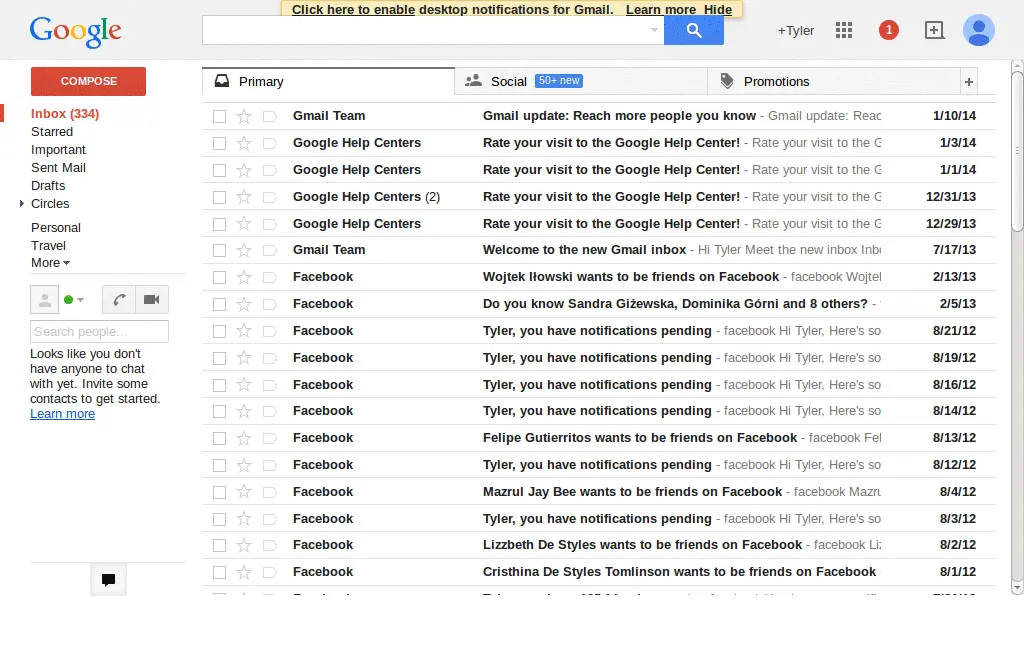 Click here to enable desktop notifications for Gmail. Learn more Hide
Google
+Tyler
1
COMPOSE
Inbox (334)
Starred
Important
Sent Mail
Drafts
Circles
Personal
Travel
More
Search people...
Looks like you don't
have anyone to chat
with yet. Invite some
contacts to get started.
Learn more
Primary
Social 50+ new
Promotions
+
Gmail Team Gmail update: Reach more people you know - Gmail update: Reac 1/10/14
Google Help Centers Rate your visit to the Google Help Center! - Rate your visit to the G 1/3/14
Google Help Centers Rate your visit to the Google Help Center! - Rate your visit to the G 1/1/14
Google Help Centers (2) Rate your visit to the Google Help Center! - Rate your visit to the G 12/31/13
Google Help Centers Rate your visit to the Google Help Center! - Rate your visit to the G 12/29/13
Gmail Team Welcome to the new Gmail inbox - Hi Tyler Meet the new inbox Inb 7/17/13
Facebook Wojtek Iłowski wants to be friends on Facebook - facebook Wojtek 2/13/13
Facebook Do you know Sandra Giżewska, Dominika Górni and 8 others? - 2/5/13
Facebook Tyler, you have notifications pending - facebook Hi Tyler, Here's so 8/21/12
Facebook Tyler, you have notifications pending - facebook Hi Tyler, Here's so 8/19/12
Facebook Tyler, you have notifications pending - facebook Hi Tyler, Here's so 8/16/12
Facebook Tyler, you have notifications pending - facebook Hi Tyler, Here's so 8/14/12
Facebook Felipe Gutierritos wants to be friends on Facebook - facebook Fel 8/13/12
Facebook Tyler, you have notifications pending - facebook Hi Tyler, Here's so 8/12/12
Facebook Mazrul Jay Bee wants to be friends on Facebook - facebook Mazru 8/4/12
Facebook Tyler, you have notifications pending - facebook Hi Tyler, Here's so 8/3/12
Facebook Lizzbeth De Styles wants to be friends on Facebook - facebook Liz 8/2/12
Facebook Cristhina De Styles Tomlinson wants to be friends on Facebook 8/1/12